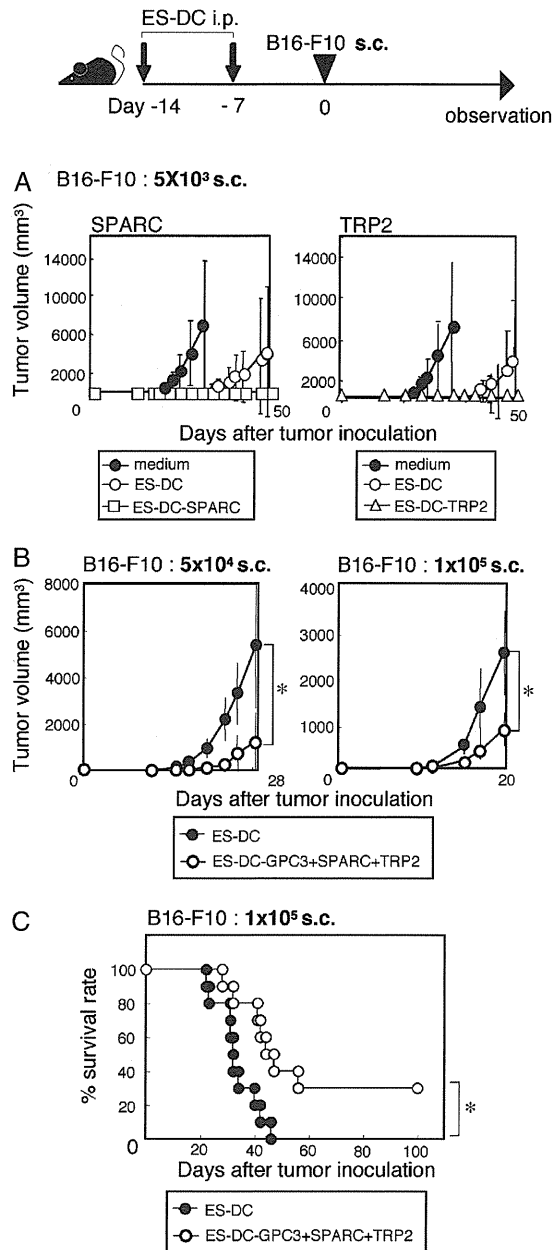 ES-DC i.p.
B16-F10 s.c.
Day -14
- 7
0
observation
A
B16-F10 : 5X10³ s.c.
SPARC
TRP2
Tumor volume (mm³)
14000
10000
6000
2000
0
50
14000
10000
6000
2000
0
50
Days after tumor inoculation
medium
ES-DC
ES-DC-SPARC
medium
ES-DC
ES-DC-TRP2
B
B16-F10 : 5x10⁴ s.c.
B16-F10 : 1x10⁵ s.c.
Tumor volume (mm³)
8000
6000
4000
2000
0
28
*
4000
3000
2000
1000
0
20
*
Days after tumor inoculation
ES-DC
ES-DC-GPC3+SPARC+TRP2
C
B16-F10 : 1x10⁵ s.c.
% survival rate
100
80
60
40
20
0
20
60
100
40
80
*
Days after tumor inoculation
ES-DC
ES-DC-GPC3+SPARC+TRP2